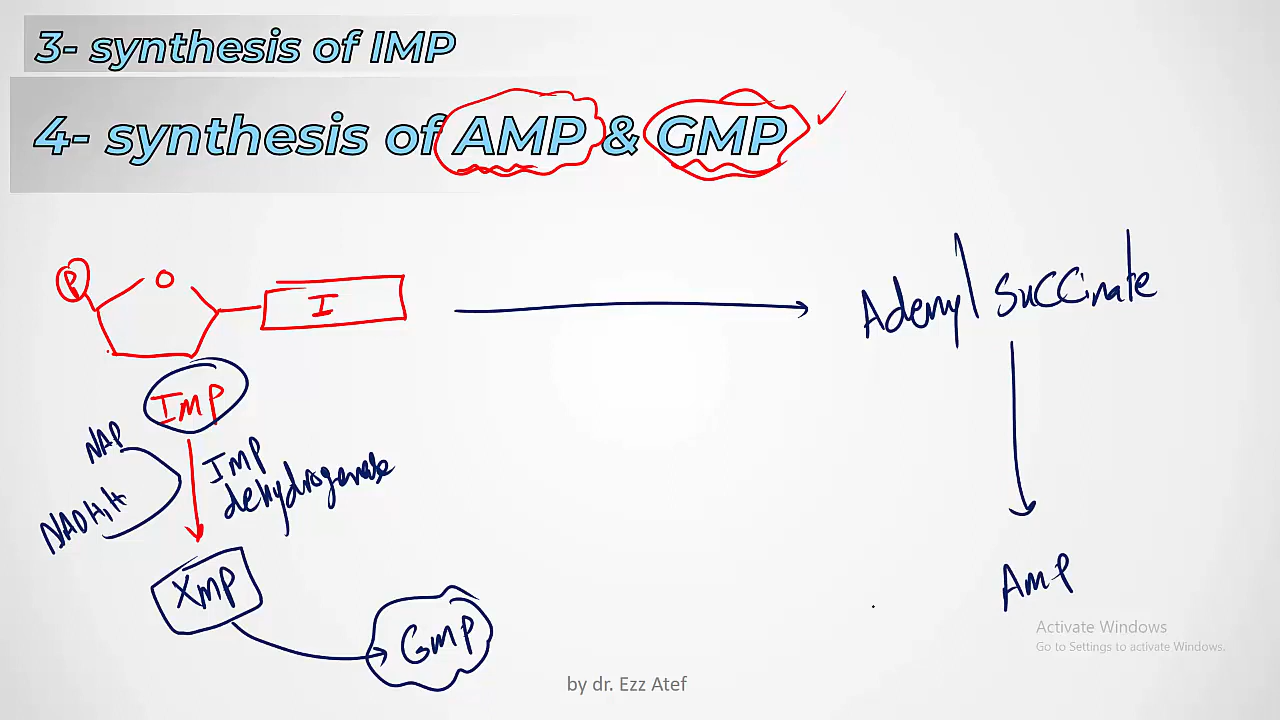 3- synthesis of IMP
4- synthesis of AMP & GMP
P
O
I
Adenyl Succinate
IMP
NAP
IMP
dehydrogenase
NADH,H
XMP
GMP
AMP
Activate Windows
Go to Settings to activate Windows.
by dr. Ezz Atef